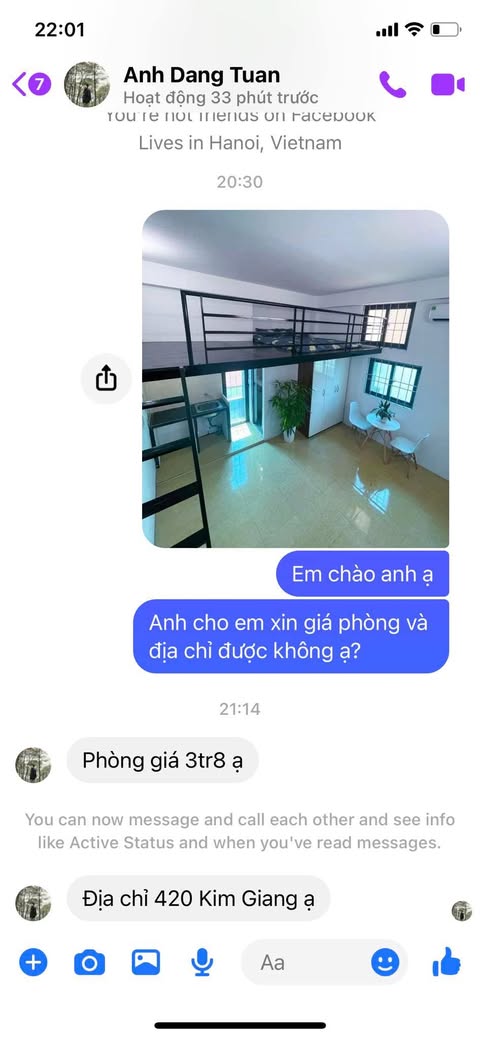 22:01
7
Anh Dang Tuan
Hoạt động 33 phút trước
You're not friends on Facebook
Lives in Hanoi, Vietnam
20:30
Em chào anh ạ
Anh cho em xin giá phòng và
địa chỉ được không ạ?
21:14
Phòng giá 3tr8 ạ
You can now message and call each other and see info
like Active Status and when you've read messages.
Địa chỉ 420 Kim Giang ạ
Aa